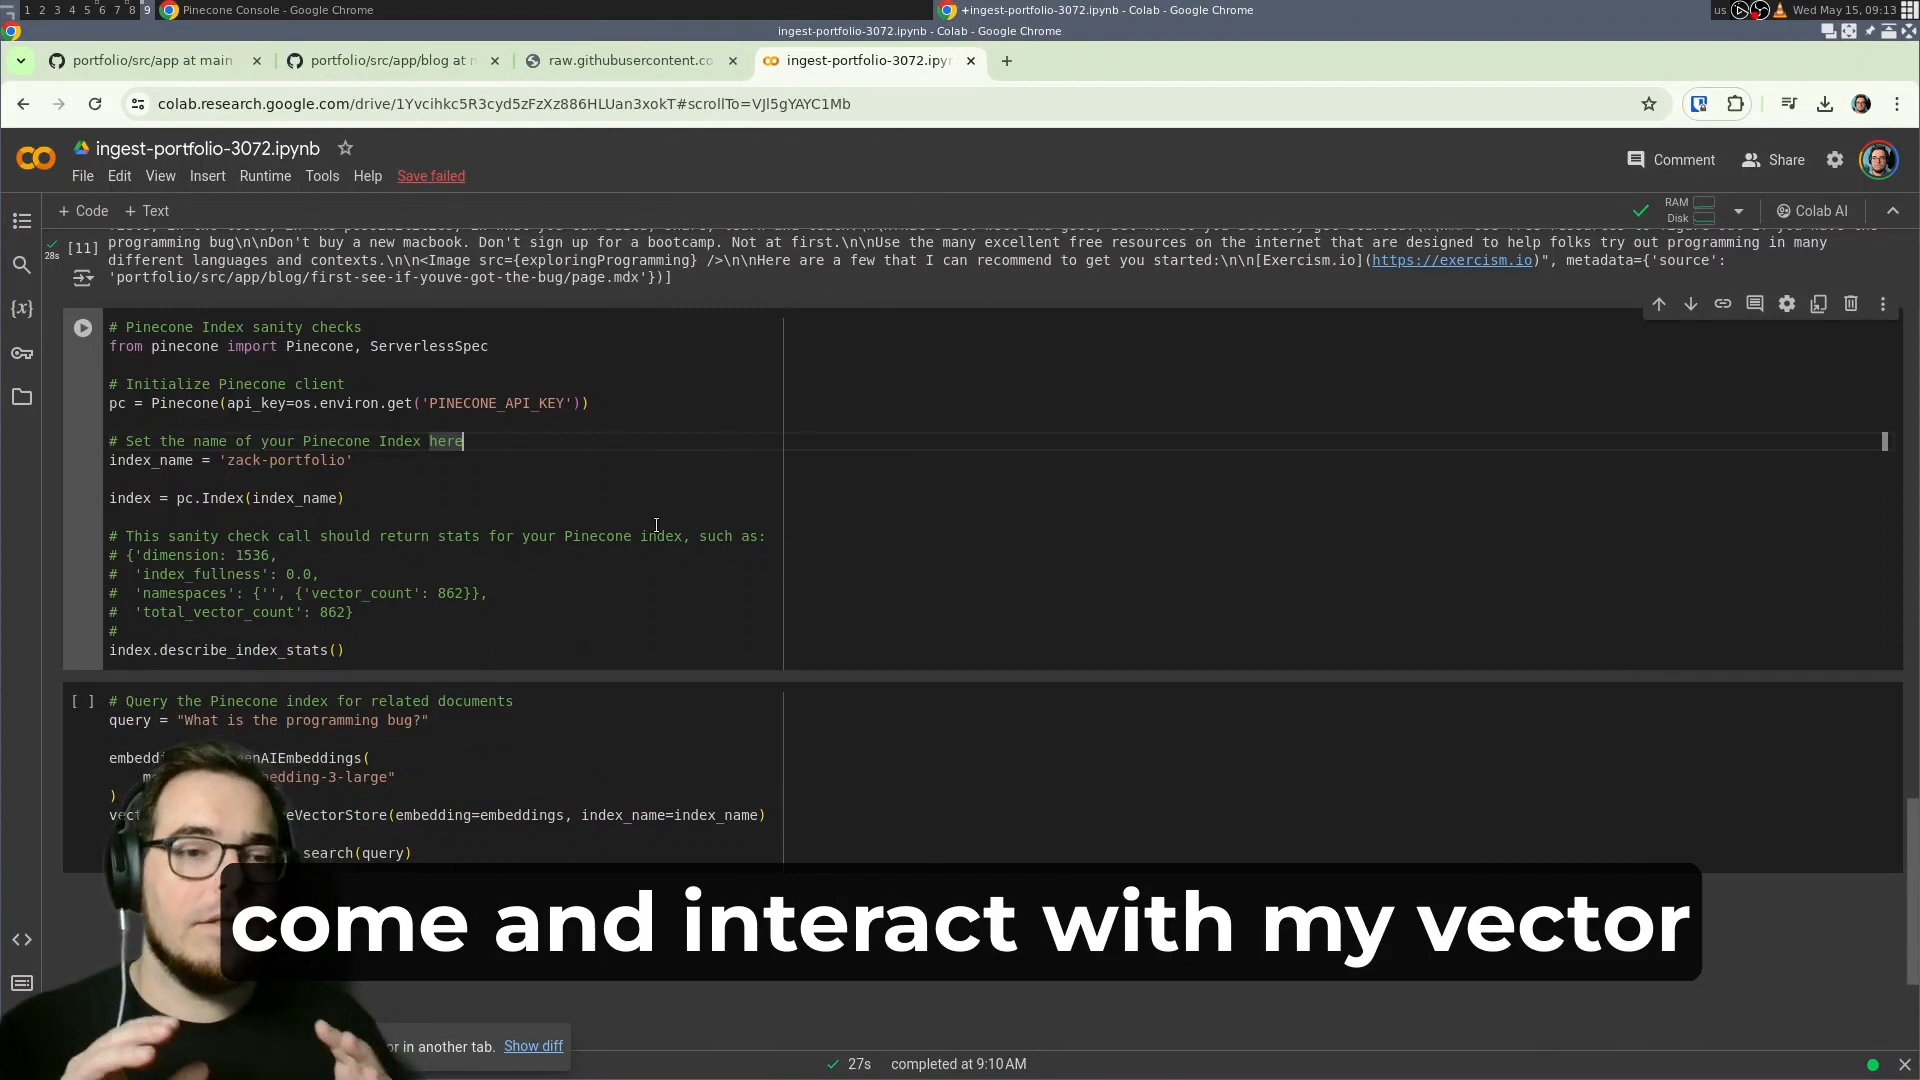 1 2 3 4 5 6 7 8 9 Pinecone Console - Google Chrome
+ingest-portfolio-3072.ipynb - Colab - Google Chrome
us
Wed May 15, 09:13
ingest-portfolio-3072.ipynb - Colab - Google Chrome
portfolio/src/app at main
portfolio/src/app/blog at
raw.githubusercontent.co
ingest-portfolio-3072.ipyn
colab.research.google.com/drive/1Yvcihkc5R3cyd5zFzXz886HLUan3xokT#scrollTo=VJl5gYAYC1Mb
ingest-portfolio-3072.ipynb
Comment
Share
File Edit View Insert Runtime Tools Help Save failed
+ Code + Text
RAM
Disk
Colab AI
[11]
28s
programming bug\n\nDon't buy a new macbook. Don't sign up for a bootcamp. Not at first.\n\nUse the many excellent free resources on the internet that are designed to help folks try out programming in many
different languages and contexts.\n\n<Image src={exploringProgramming} />\n\nHere are a few that I can recommend to get you started:\n\n[Exercism.io](https://exercism.io)", metadata={'source':
'portfolio/src/app/blog/first-see-if-youve-got-the-bug/page.mdx'})]
# Pinecone Index sanity checks
from pinecone import Pinecone, ServerlessSpec
# Initialize Pinecone client
pc = Pinecone(api_key=os.environ.get('PINECONE_API_KEY'))
# Set the name of your Pinecone Index here
index_name = 'zack-portfolio'
index = pc.Index(index_name)
# This sanity check call should return stats for your Pinecone index, such as:
# {'dimension: 1536,
#  'index_fullness': 0.0,
#  'namespaces': {'', {'vector_count': 862}},
#  'total_vector_count': 862}
#
index.describe_index_stats()
[ ]
# Query the Pinecone index for related documents
query = "What is the programming bug?"
embedd
enAIEmbeddings(
m
bedding-3-large"
)
vect
eVectorStore(embedding=embeddings, index_name=index_name)
search(query)
come and interact with my vector
or in another tab. Show diff
27s completed at 9:10 AM